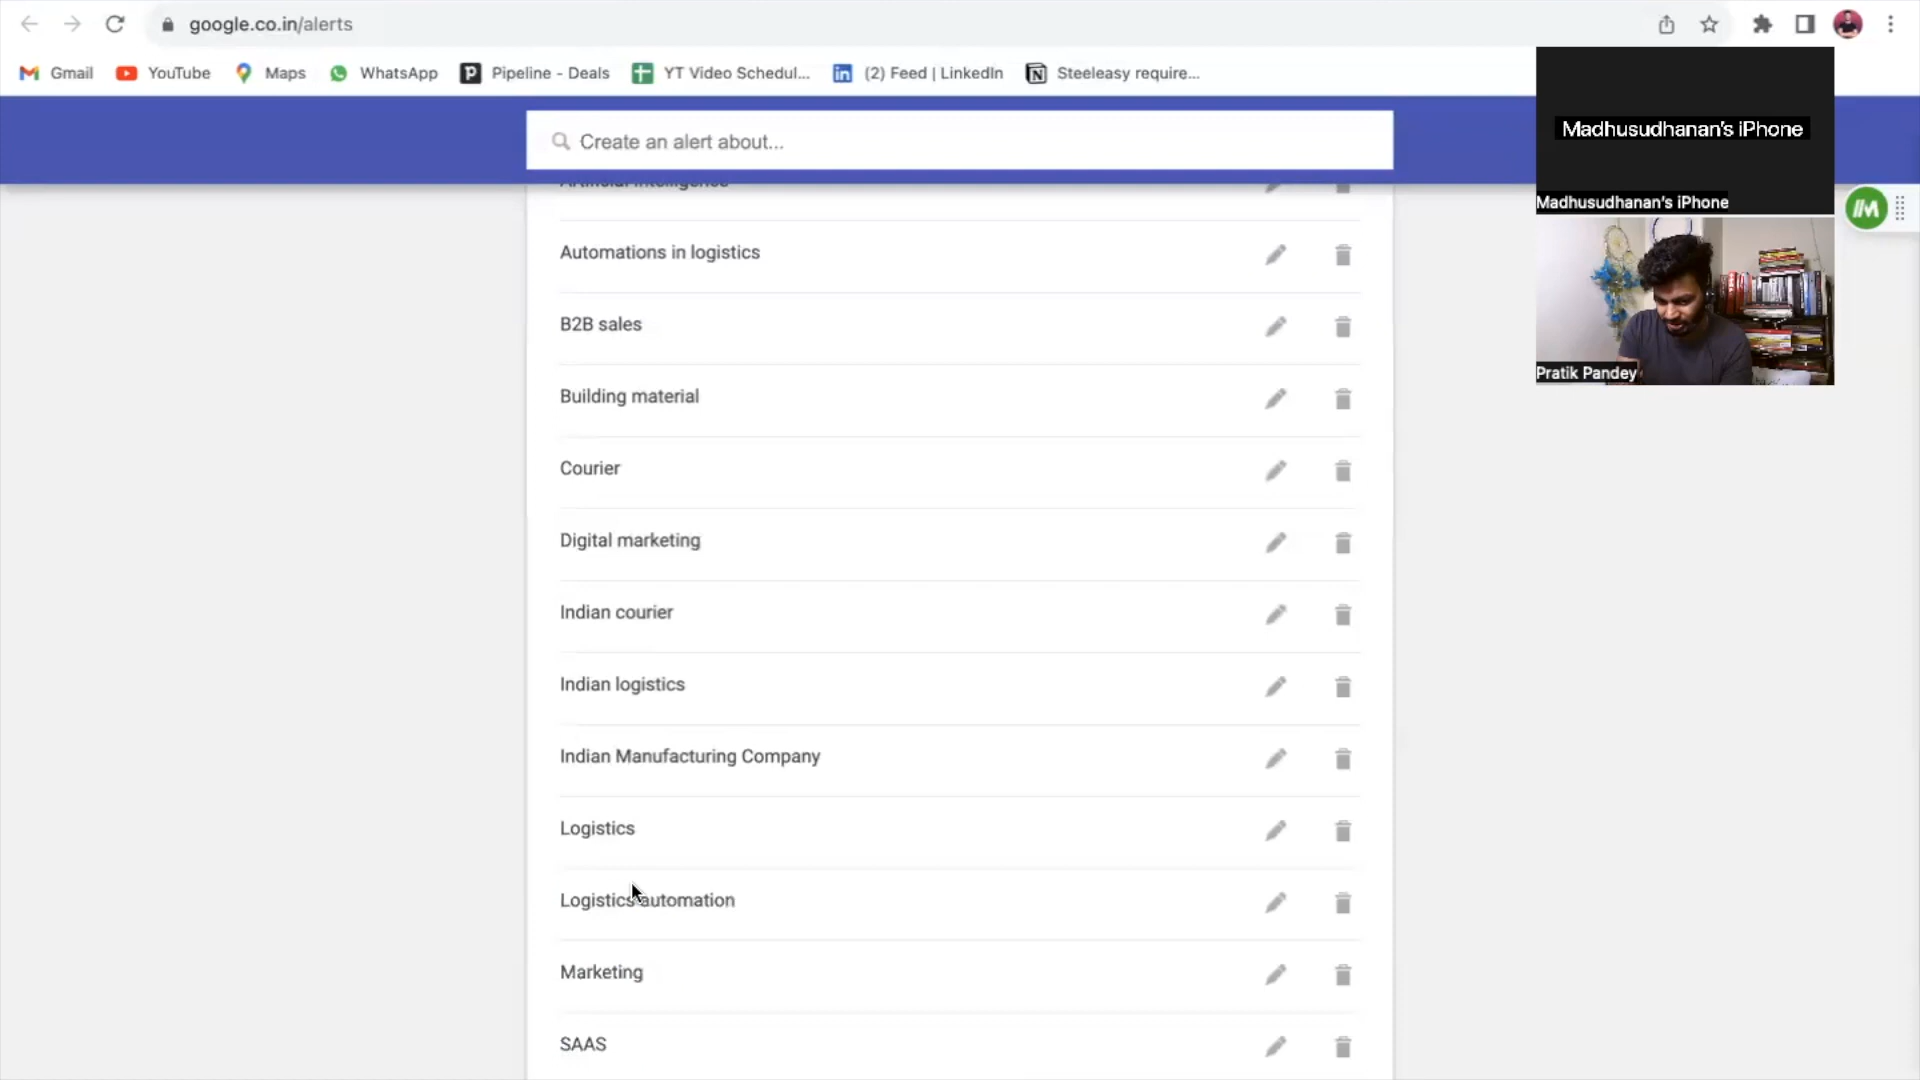 google.co.in/alerts
Gmail YouTube Maps WhatsApp Pipeline - Deals YT Video Schedul... (2) Feed | LinkedIn Steeleasy require...
Create an alert about...
Madhusudhanan's iPhone
Madhusudhanan's iPhone
Pratik Pandey
Artificial intelligence
Automations in logistics
B2B sales
Building material
Courier
Digital marketing
Indian courier
Indian logistics
Indian Manufacturing Company
Logistics
Logistics automation
Marketing
SAAS